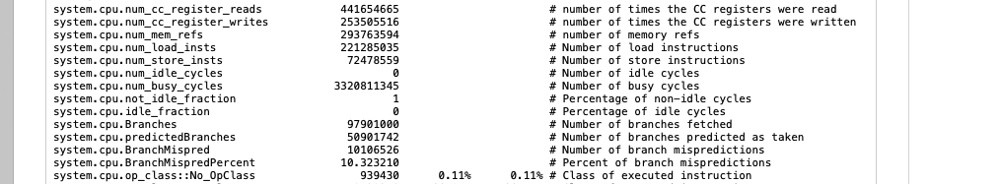 system.cpu.num_cc_register_reads 441654665 # number of times the CC registers were read
system.cpu.num_cc_register_writes 253505516 # number of times the CC registers were written
system.cpu.num_mem_refs 293763594 # number of memory refs
system.cpu.num_load_insts 221285035 # Number of load instructions
system.cpu.num_store_insts 72478559 # Number of store instructions
system.cpu.num_idle_cycles 0 # Number of idle cycles
system.cpu.num_busy_cycles 3320811345 # Number of busy cycles
system.cpu.not_idle_fraction 1 # Percentage of non-idle cycles
system.cpu.idle_fraction 0 # Percentage of idle cycles
system.cpu.Branches 97901000 # Number of branches fetched
system.cpu.predictedBranches 50901742 # Number of branches predicted as taken
system.cpu.BranchMispred 10106526 # Number of branch mispredictions
system.cpu.BranchMispredPercent 10.323210 # Percent of branch mispredictions
system.cpu.op_class::No_OpClass 939430 0.11% 0.11% # Class of executed instruction